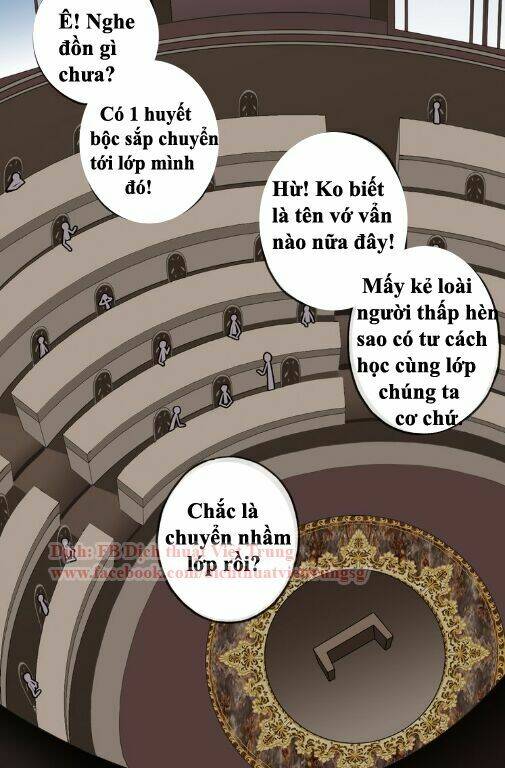 Ê! Nghe
đồn gì
chưa?
Có 1 huyết
bộc sắp chuyển
tới lớp mình
đó!
Hừ! Ko biết
là tên vớ vẩn
nào nữa đây!
Mấy kẻ loài
người thấp hèn
sao có tư cách
học cùng lớp
chúng ta
cơ chứ.
Chắc là
chuyển nhầm
lớp rồi?
Dịch: FB Dịch thuật Việt Trung
www.facebook.com/dichthuatviettrungsg